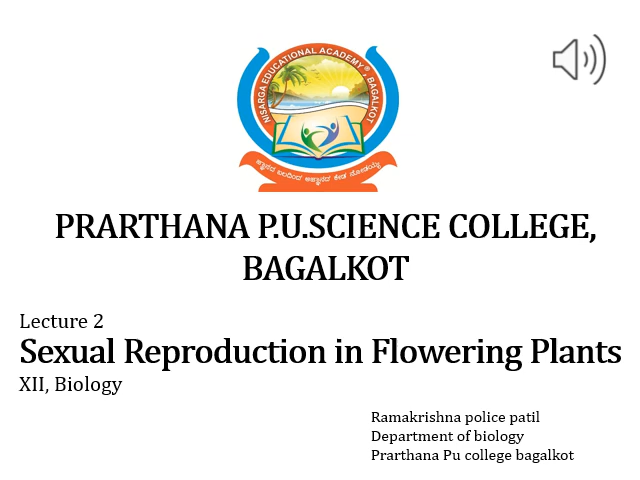 NISARGA EDUCATIONAL ACADEMY ®, BAGALKOT
PRARTHANA P.U.SCIENCE COLLEGE,
BAGALKOT
Lecture 2
Sexual Reproduction in Flowering Plants
XII, Biology
Ramakrishna police patil
Department of biology
Prarthana Pu college bagalkot